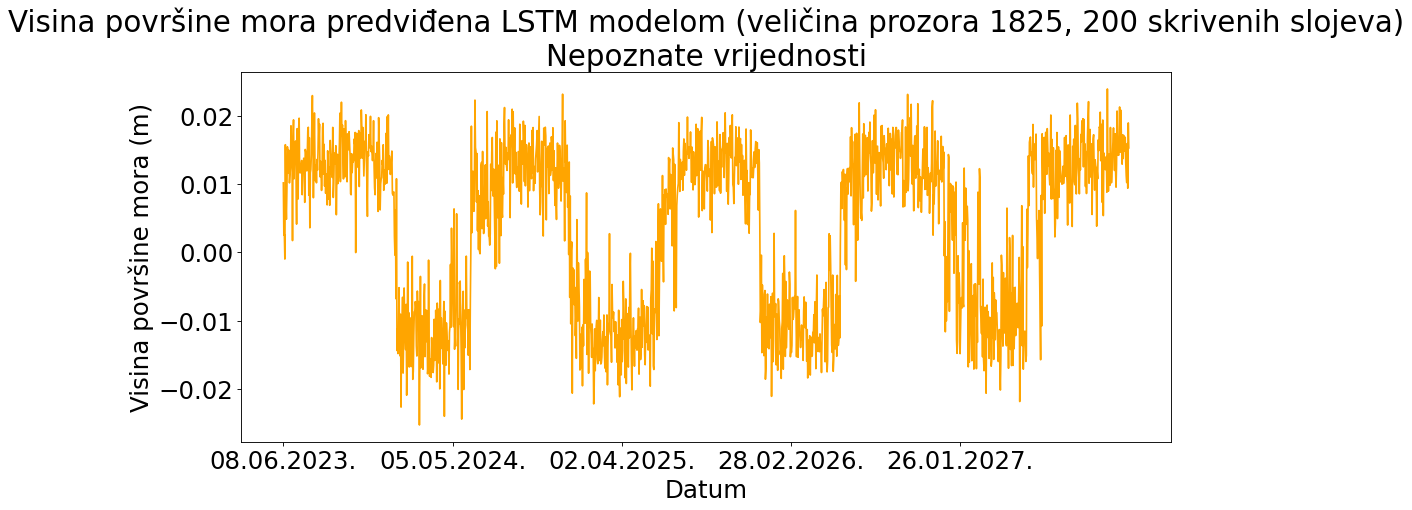 Visina površine mora predviđena LSTM modelom (veličina prozora 1825, 200 skrivenih slojeva)
Nepoznate vrijednosti
Visina površine mora (m)
0.02
0.01
0.00
−0.01
−0.02
08.06.2023. 05.05.2024. 02.04.2025. 28.02.2026. 26.01.2027.
Datum